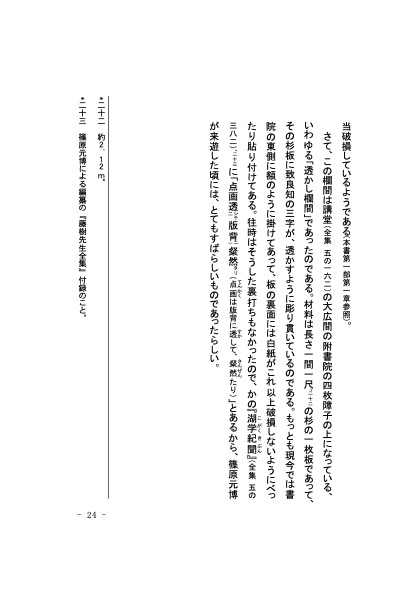 当破損しているようである(本書第一部第一章参照)。
さて、この欄間は講堂(全集 五の一六二)の大広間の附書院の四枚障子の上になっている、
いわゆる「透かし欄間」であったのである。材料は長さ一間一尺*二十二の杉の一枚板であって、
その杉板に致良知の三字が、透かすように彫り貫いているのである。もっとも現今では書
院の東側に額のように掛けてあって、板の裏面には白紙がこれ以上破損しないようにべっ
たり貼り付けてある。往時はそうした裏打ちもなかったので、かの『湖学紀聞』(全集 五の
三八二)*二十三に「点画透二版背一粲然(点画は版背に透して、粲然たり)」とあるから、篠原元博
が来遊した頃には、とてもすばらしいものであったらしい。
*二十二 約2.12m。
*二十三 篠原元博による編纂の『藤樹先生全集』付録のこと。
- 24 -